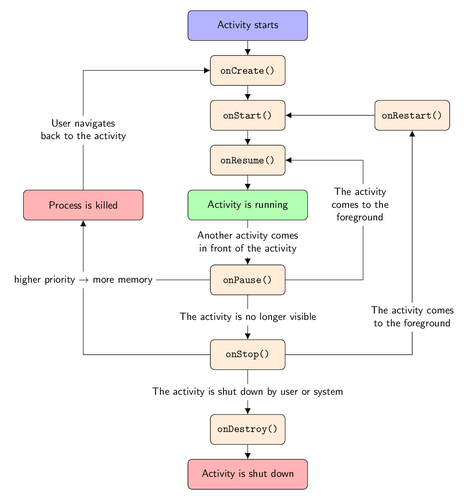 Activity starts
onCreate()
onStart()
onRestart()
User navigates
back to the activity
onResume()
The activity
comes to the
foreground
Process is killed
Activity is running
Another activity comes
in front of the activity
higher priority → more memory
onPause()
The activity is no longer visible
The activity comes
to the foreground
onStop()
The activity is shut down by user or system
onDestroy()
Activity is shut down